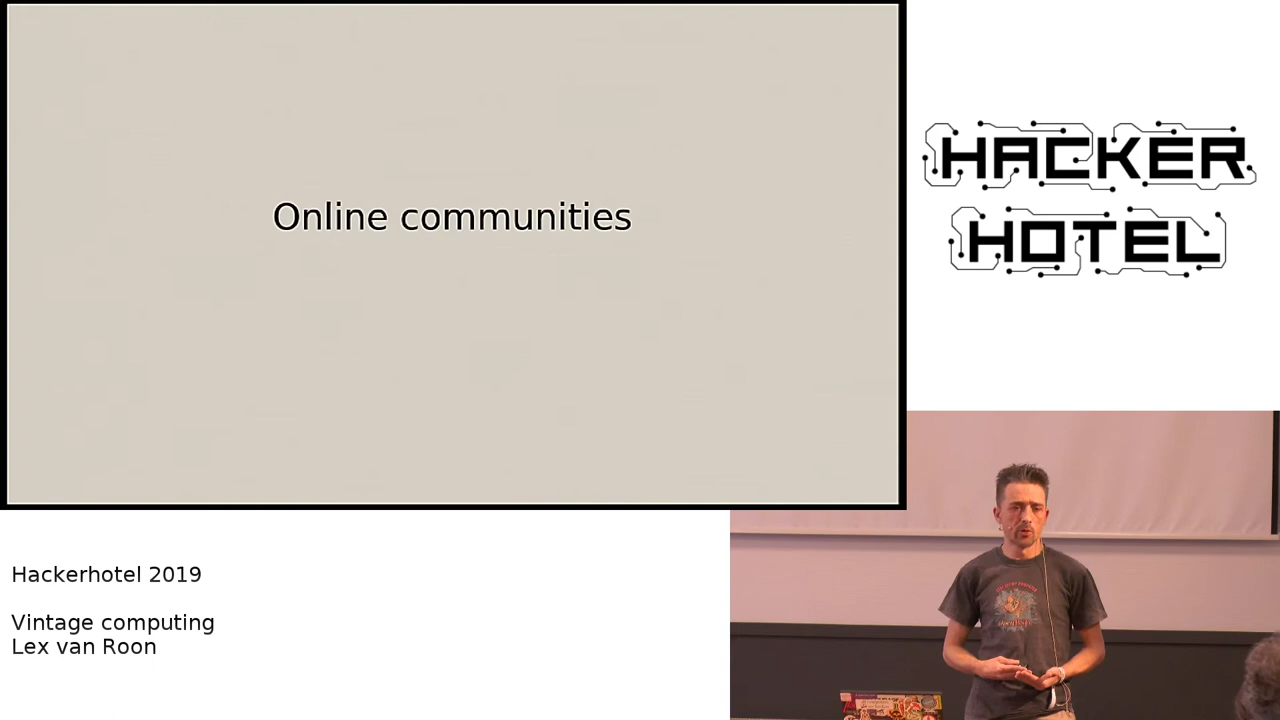 Online communities
HACKER
HOTEL
Hackerhotel 2019
Vintage computing
Lex van Roon